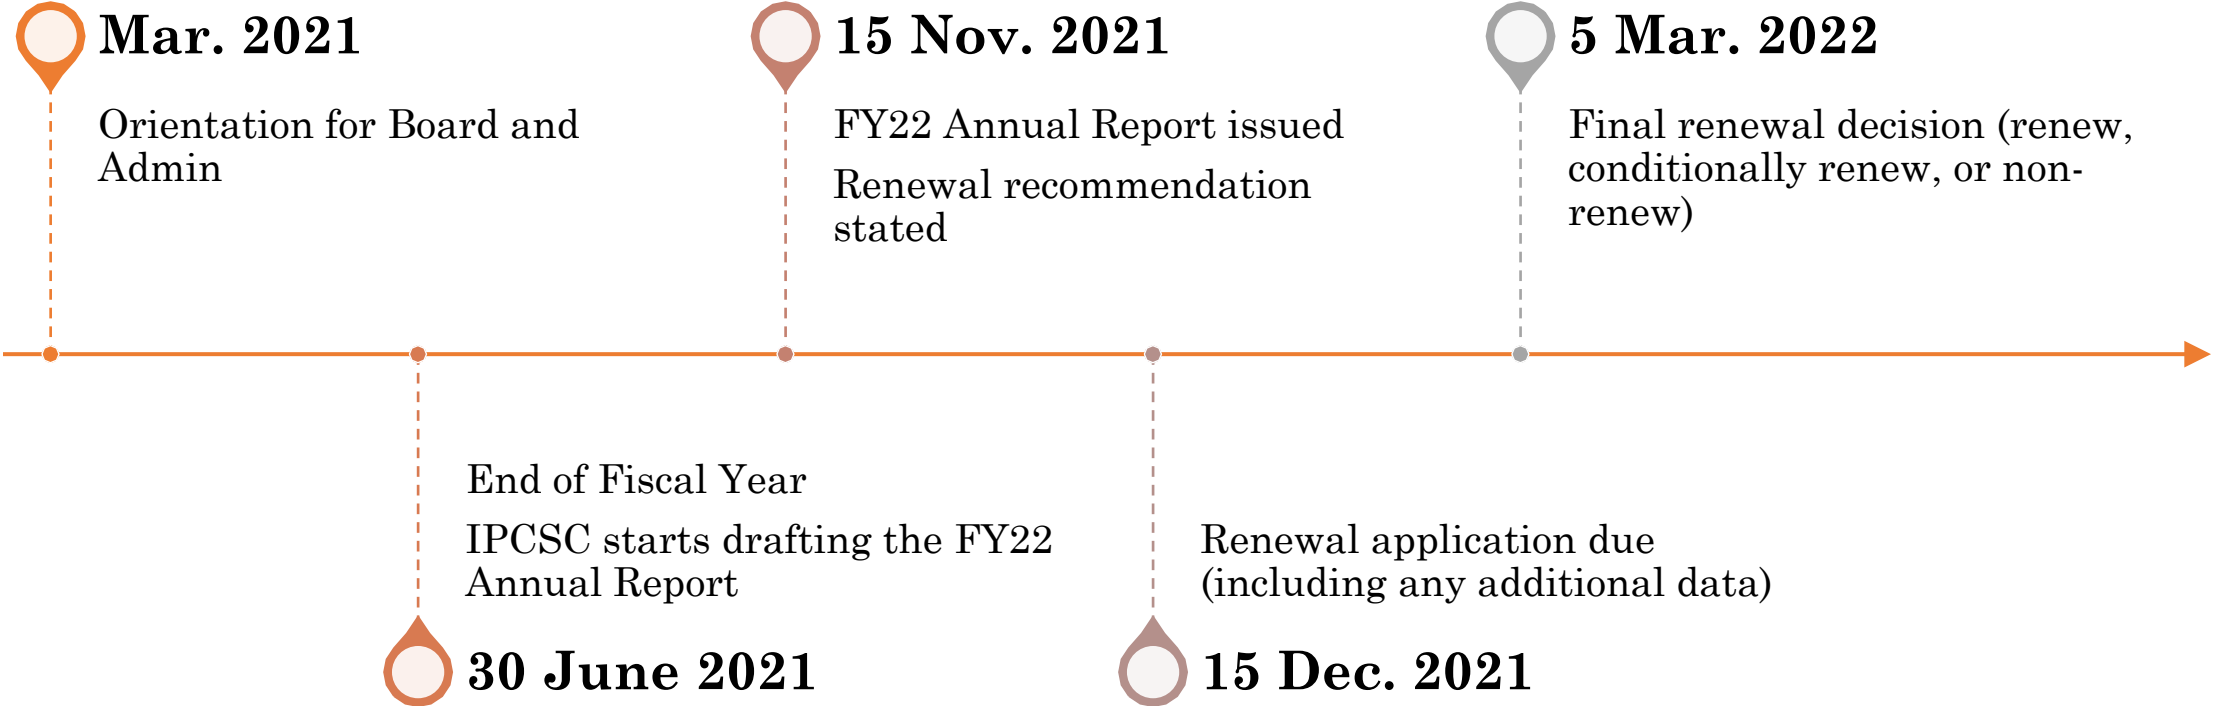 Mar. 2021
Orientation for Board and
Admin
30 June 2021
End of Fiscal Year
IPCSC starts drafting the FY22
Annual Report
15 Nov. 2021
FY22 Annual Report issued
Renewal recommendation
stated
15 Dec. 2021
Renewal application due
(including any additional data)
5 Mar. 2022
Final renewal decision (renew,
conditionally renew, or non-
renew)